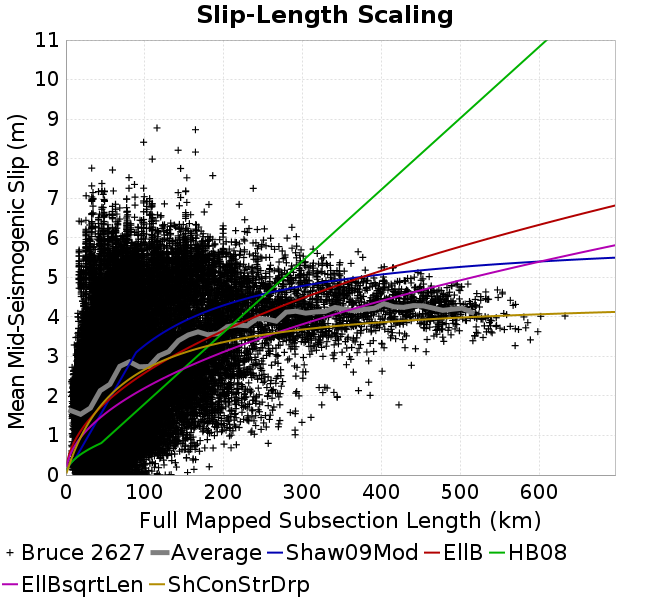 Slip-Length Scaling
Mean Mid-Seismogenic Slip (m)
11
10
9
8
7
6
5
4
3
2
1
0
0 100 200 300 400 500 600
Full Mapped Subsection Length (km)
Bruce 2627 Average Shaw09Mod EllB HB08
EllBsqrtLen ShConStrDrp